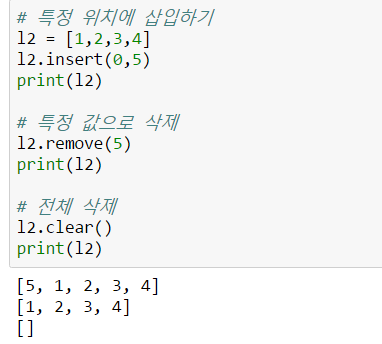 # 특정 위치에 삽입하기
l2 = [1,2,3,4]
l2.insert(0,5)
print(l2)
# 특정 값으로 삭제
l2.remove(5)
print(l2)
# 전체 삭제
l2.clear()
print(l2)
[5, 1, 2, 3, 4]
[1, 2, 3, 4]
[]